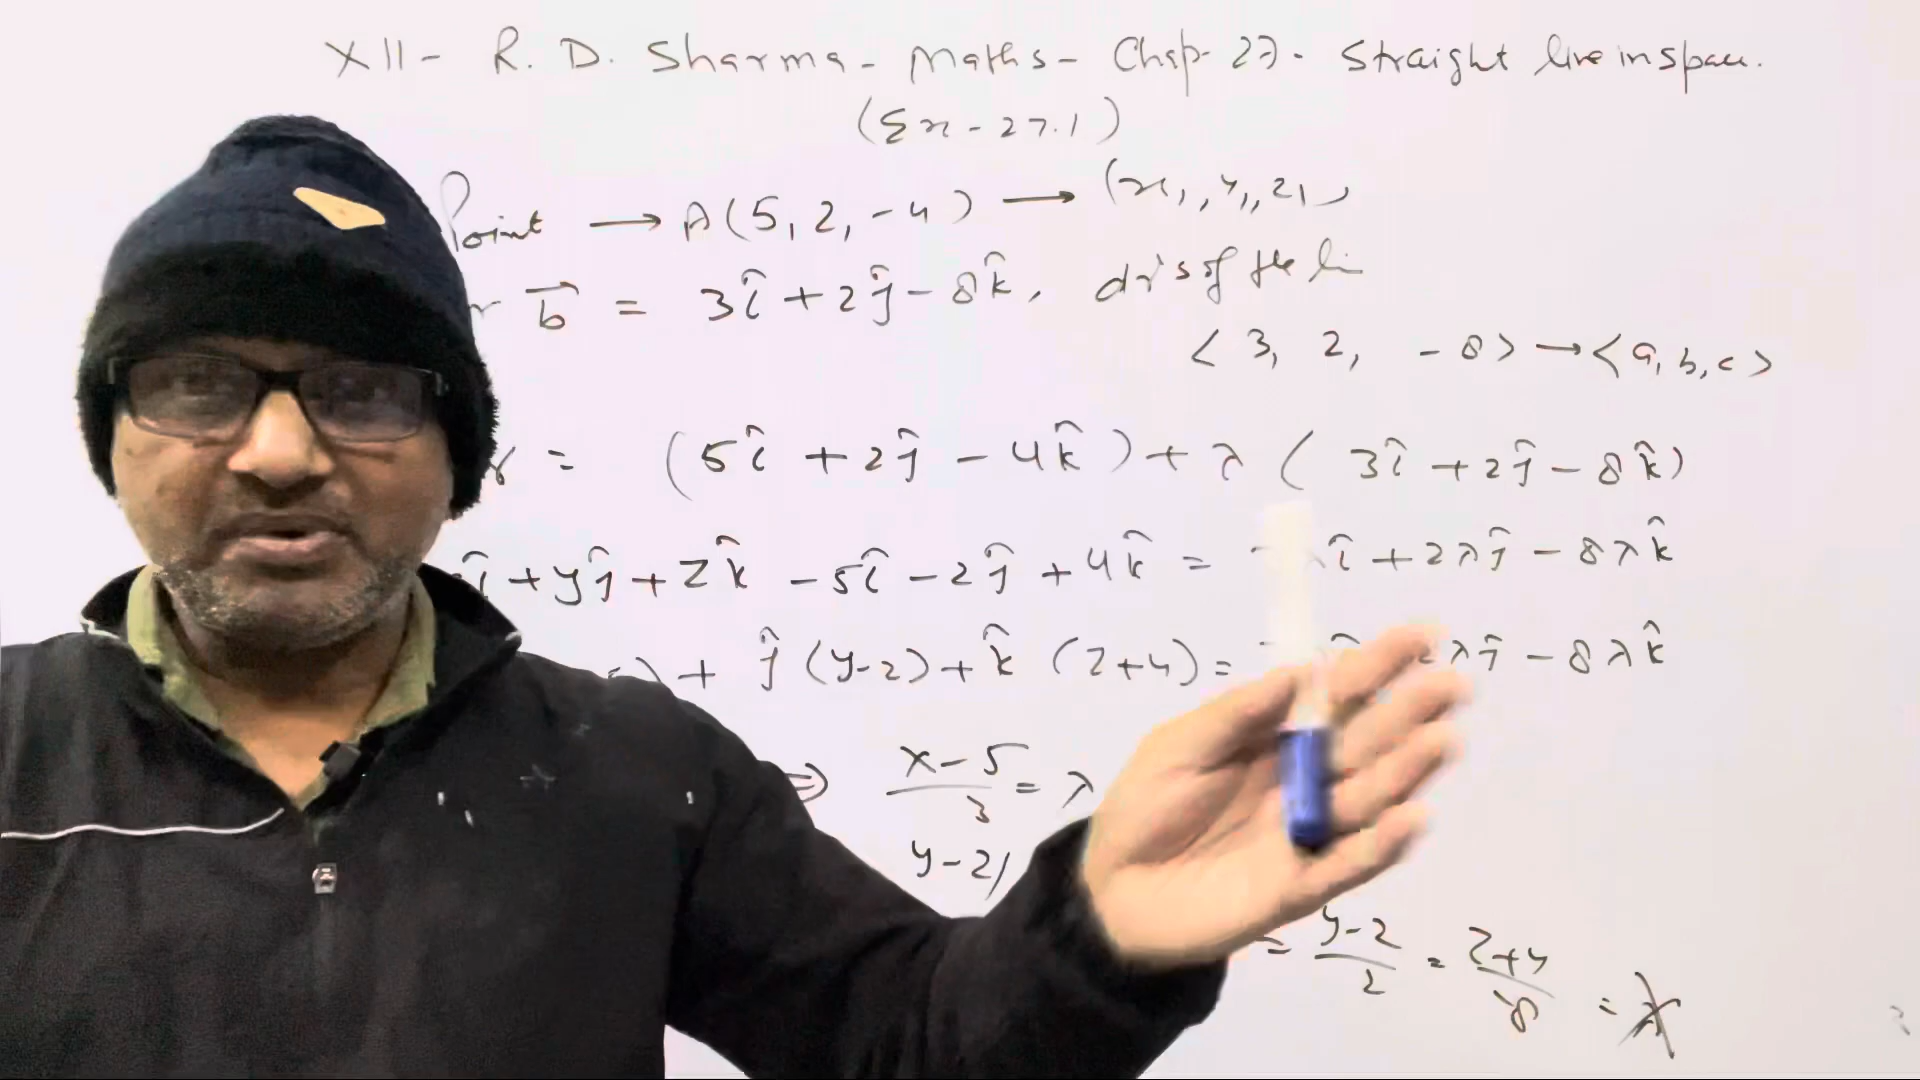 XII - R. D. Sharma - Maths - Chap- 27 - Straight line in space.
(Ex - 27.1)
Point → A(5, 2, -4) → (x₁, y₁, z₁)
b⃗ = 3î + 2ĵ - 8k̂, dr's of the li
< 3, 2, -8 > → < a, b, c >
r = (5î + 2ĵ - 4k̂) + λ ( 3î + 2ĵ - 8k̂)
î + yĵ + zk̂ - 5î - 2ĵ + 4k̂ = î + 2λĵ - 8λk̂
) + ĵ (y-2) + k̂ (z+4) = 2λĵ - 8λk̂
⇒ x-5/3 = λ
y-2/
= y-2/2 = z+4/-8 = λ